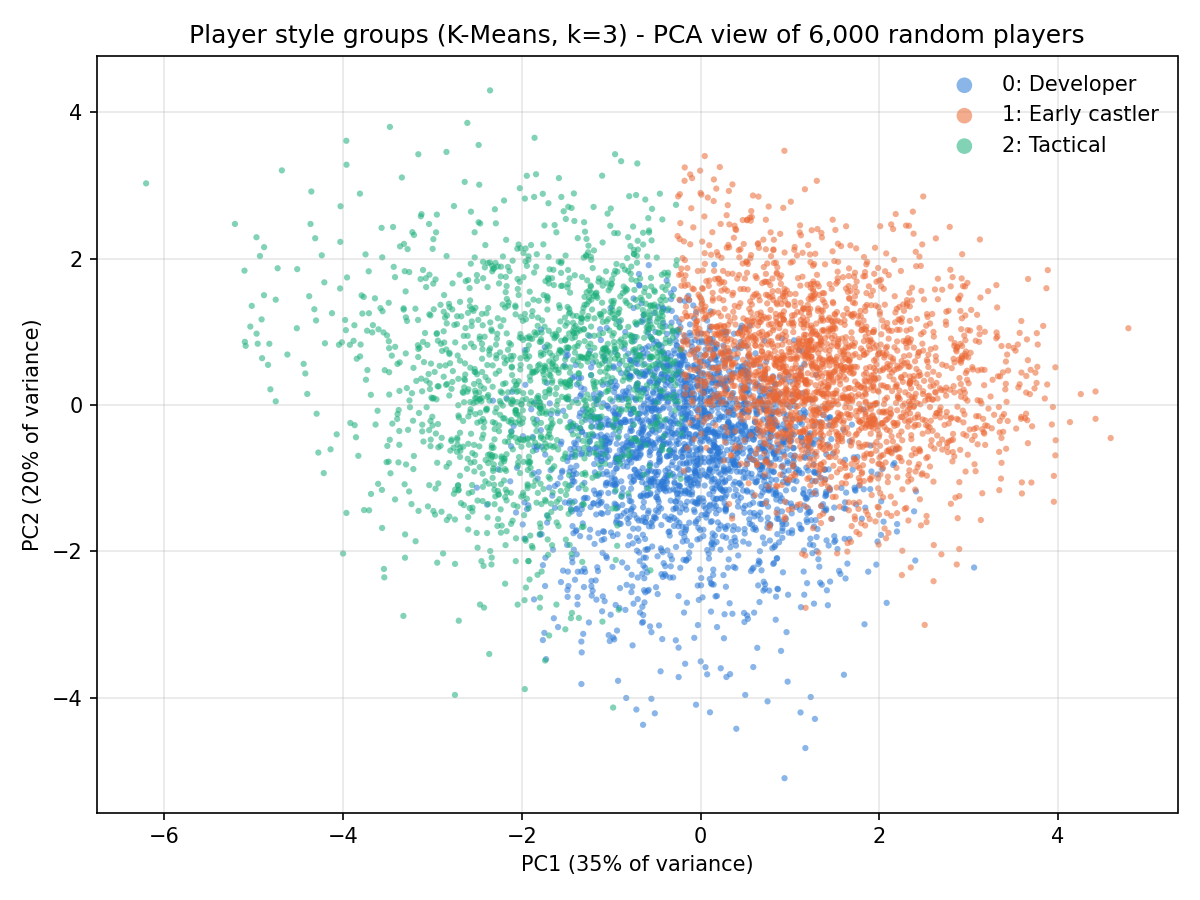 Player style groups (K-Means, k=3) - PCA view of 6,000 random players
0: Developer
1: Early castler
2: Tactical
4
2
0
−2
−4
PC2 (20% of variance)
−6
−4
−2
0
2
4
PC1 (35% of variance)